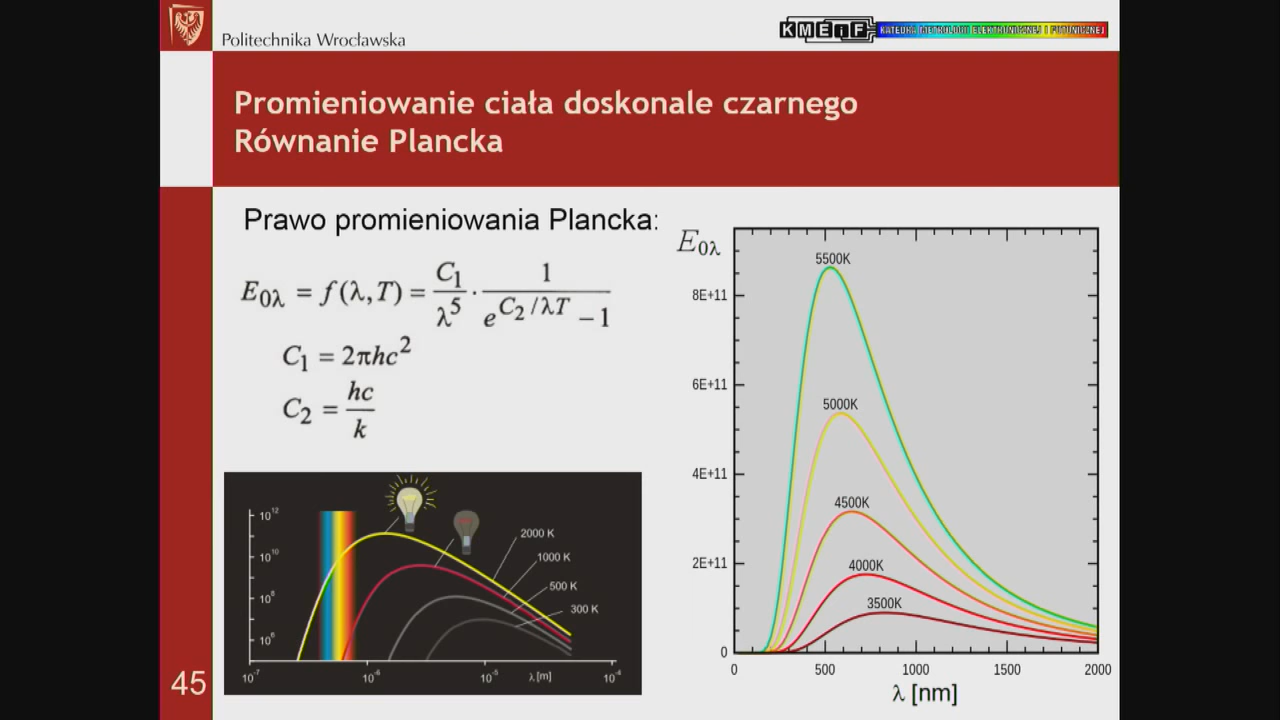 Politechnika Wrocławska
KMEiF KATEDRA METROLOGII ELEKTRONICZNEJ I FOTONICZNEJ
Promieniowanie ciała doskonale czarnego
Równanie Plancka
Prawo promieniowania Plancka:
E₀λ = f(λ,T) = C₁/λ⁵ · 1/(e^(C₂/λT) − 1)
C₁ = 2πhc²
C₂ = hc/k
10¹²
10¹⁰
10⁸
10⁶
2000 K
1000 K
500 K
300 K
10⁻⁷
10⁻⁶
10⁻⁵
λ [m]
10⁻⁴
E₀λ
5500K
8E+11
6E+11
5000K
4E+11
4500K
2E+11
4000K
3500K
0
0 500 1000 1500 2000
λ [nm]
45